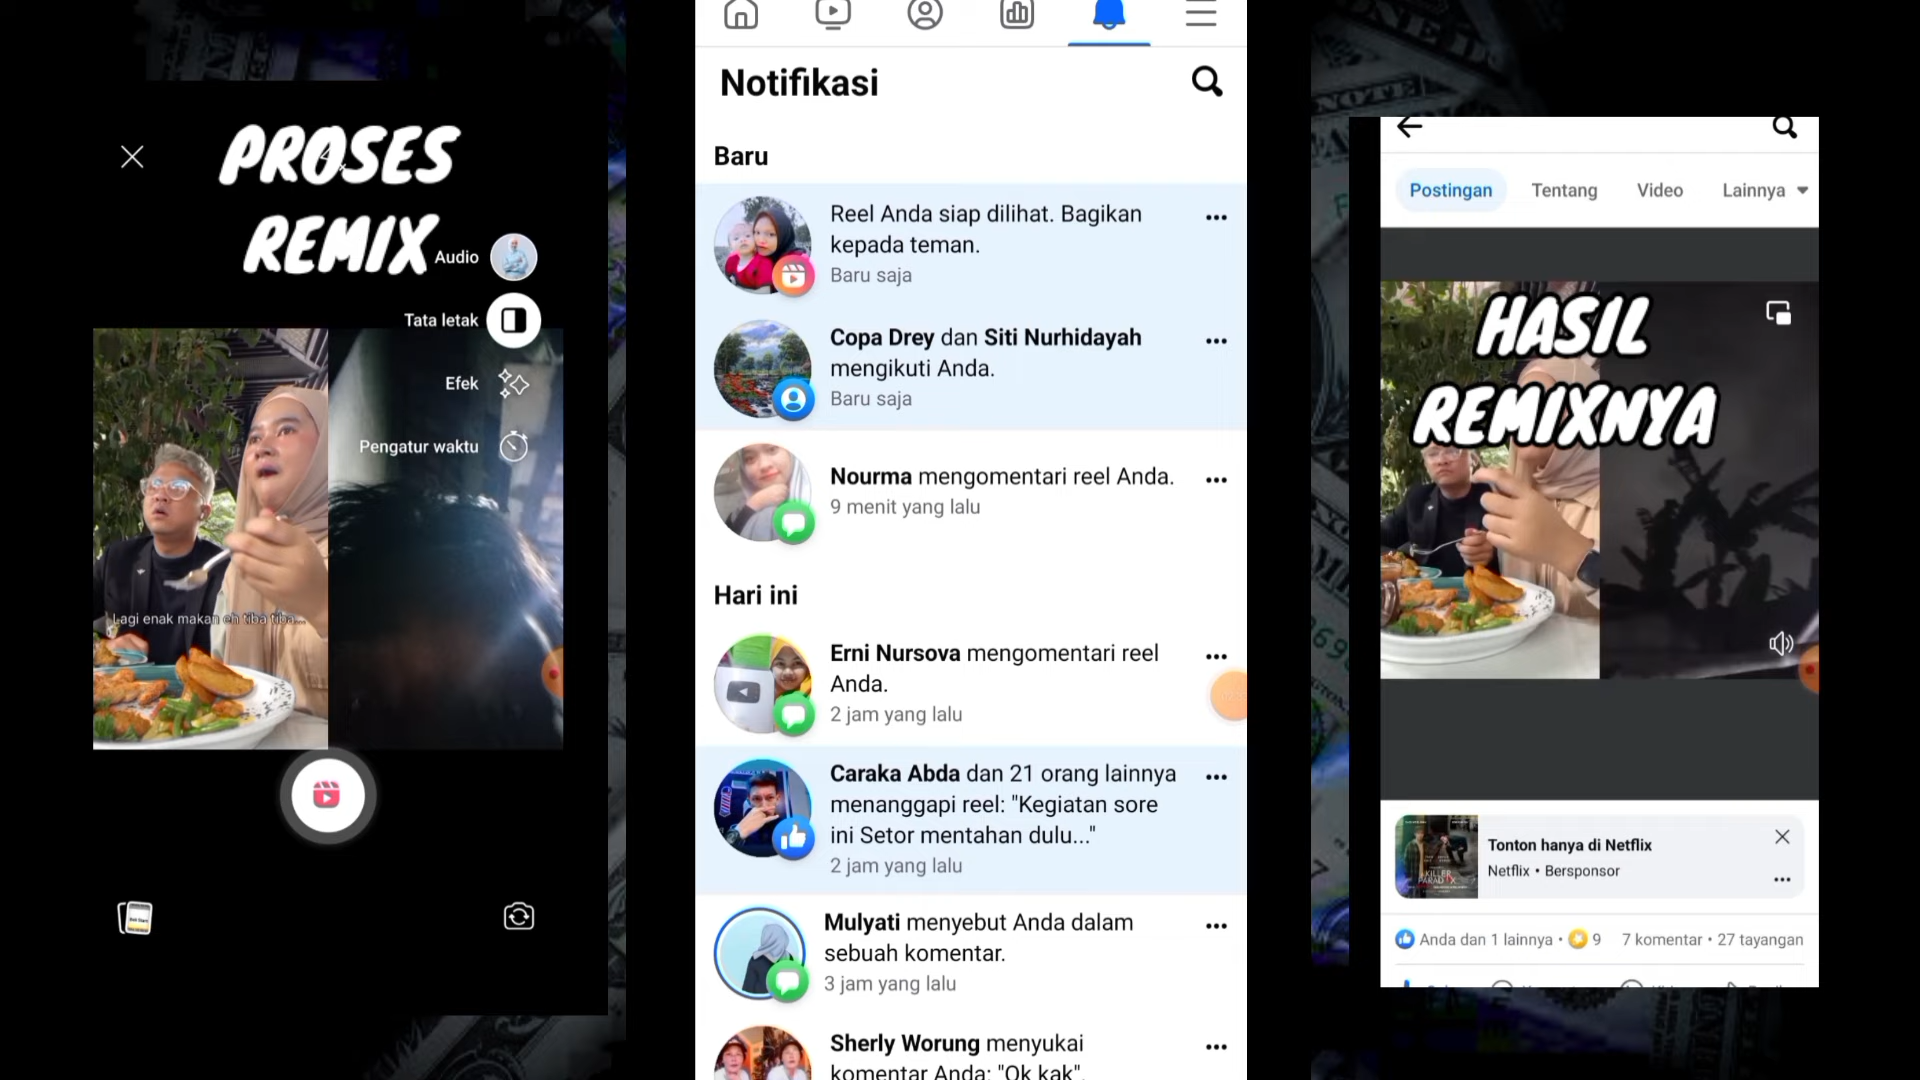 PROSES
REMIX
Audio
Tata letak
Efek
Pengatur waktu
Lagi enak makan eh tiba tiba...
Notifikasi
Baru
Reel Anda siap dilihat. Bagikan
kepada teman.
Baru saja
Copa Drey dan Siti Nurhidayah
mengikuti Anda.
Baru saja
Nourma mengomentari reel Anda.
9 menit yang lalu
Hari ini
Erni Nursova mengomentari reel
Anda.
2 jam yang lalu
Caraka Abda dan 21 orang lainnya
menanggapi reel: "Kegiatan sore
ini Setor mentahan dulu..."
2 jam yang lalu
Mulyati menyebut Anda dalam
sebuah komentar.
3 jam yang lalu
Sherly Worung menyukai
komentar Anda: "Ok kak".
Postingan Tentang Video Lainnya
HASIL
REMIXNYA
Tonton hanya di Netflix
Netflix • Bersponsor
KILLER
PARADOX
Anda dan 1 lainnya • 9 7 komentar • 27 tayangan